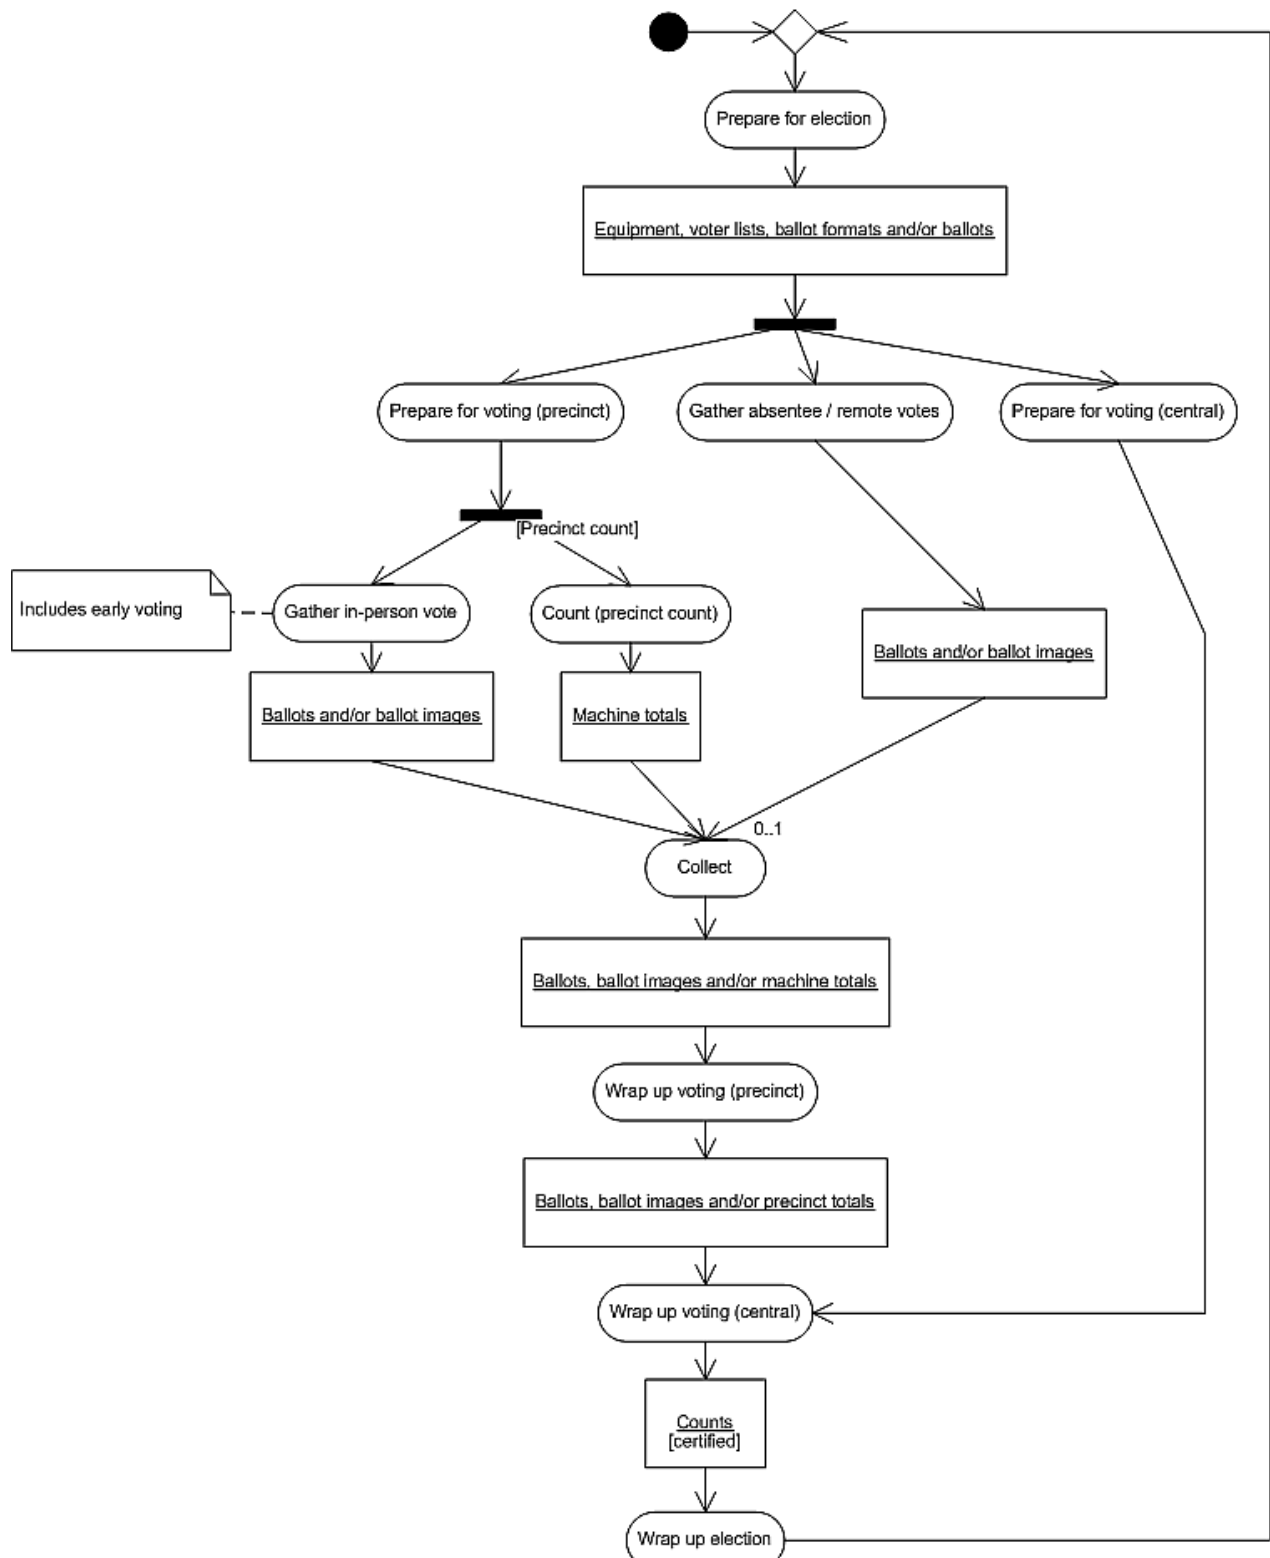 Prepare for election
Equipment, voter lists, ballot formats and/or ballots
Prepare for voting (precinct)
Gather absentee / remote votes
Prepare for voting (central)
[Precinct count]
Includes early voting
Gather in-person vote
Count (precinct count)
Ballots and/or ballot images
Ballots and/or ballot images
Machine totals
0..1
Collect
Ballots, ballot images and/or machine totals
Wrap up voting (precinct)
Ballots, ballot images and/or precinct totals
Wrap up voting (central)
Counts
[certified]
Wrap up election